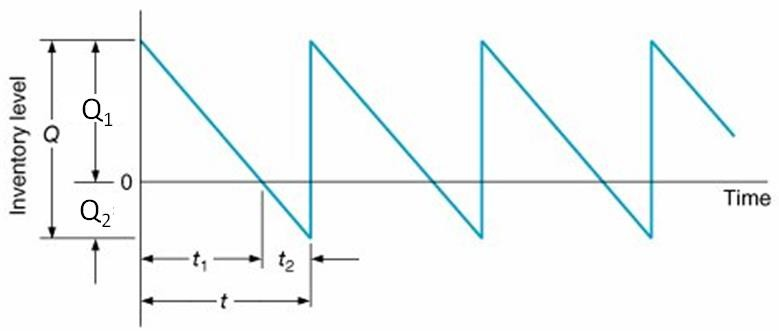 Inventory level
Q
Q₁
0
Q₂
t₁
t₂
t
Time